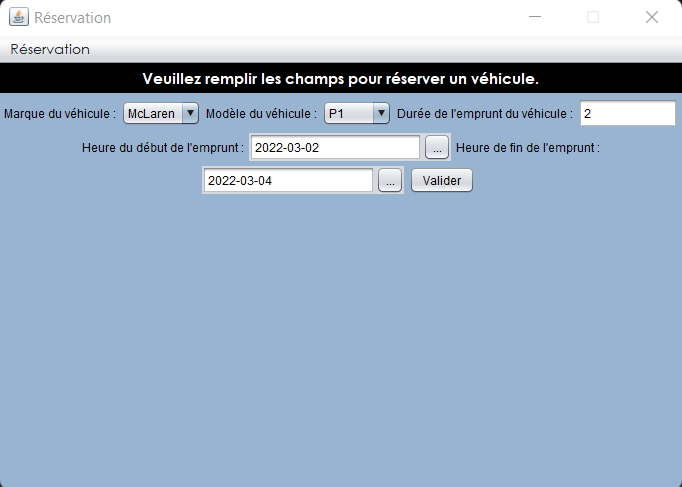 Réservation
Réservation
Veuillez remplir les champs pour réserver un véhicule.
Marque du véhicule : McLaren Modèle du véhicule : P1 Durée de l'emprunt du véhicule : 2
Heure du début de l'emprunt : 2022-03-02 ... Heure de fin de l'emprunt :
2022-03-04 ... Valider